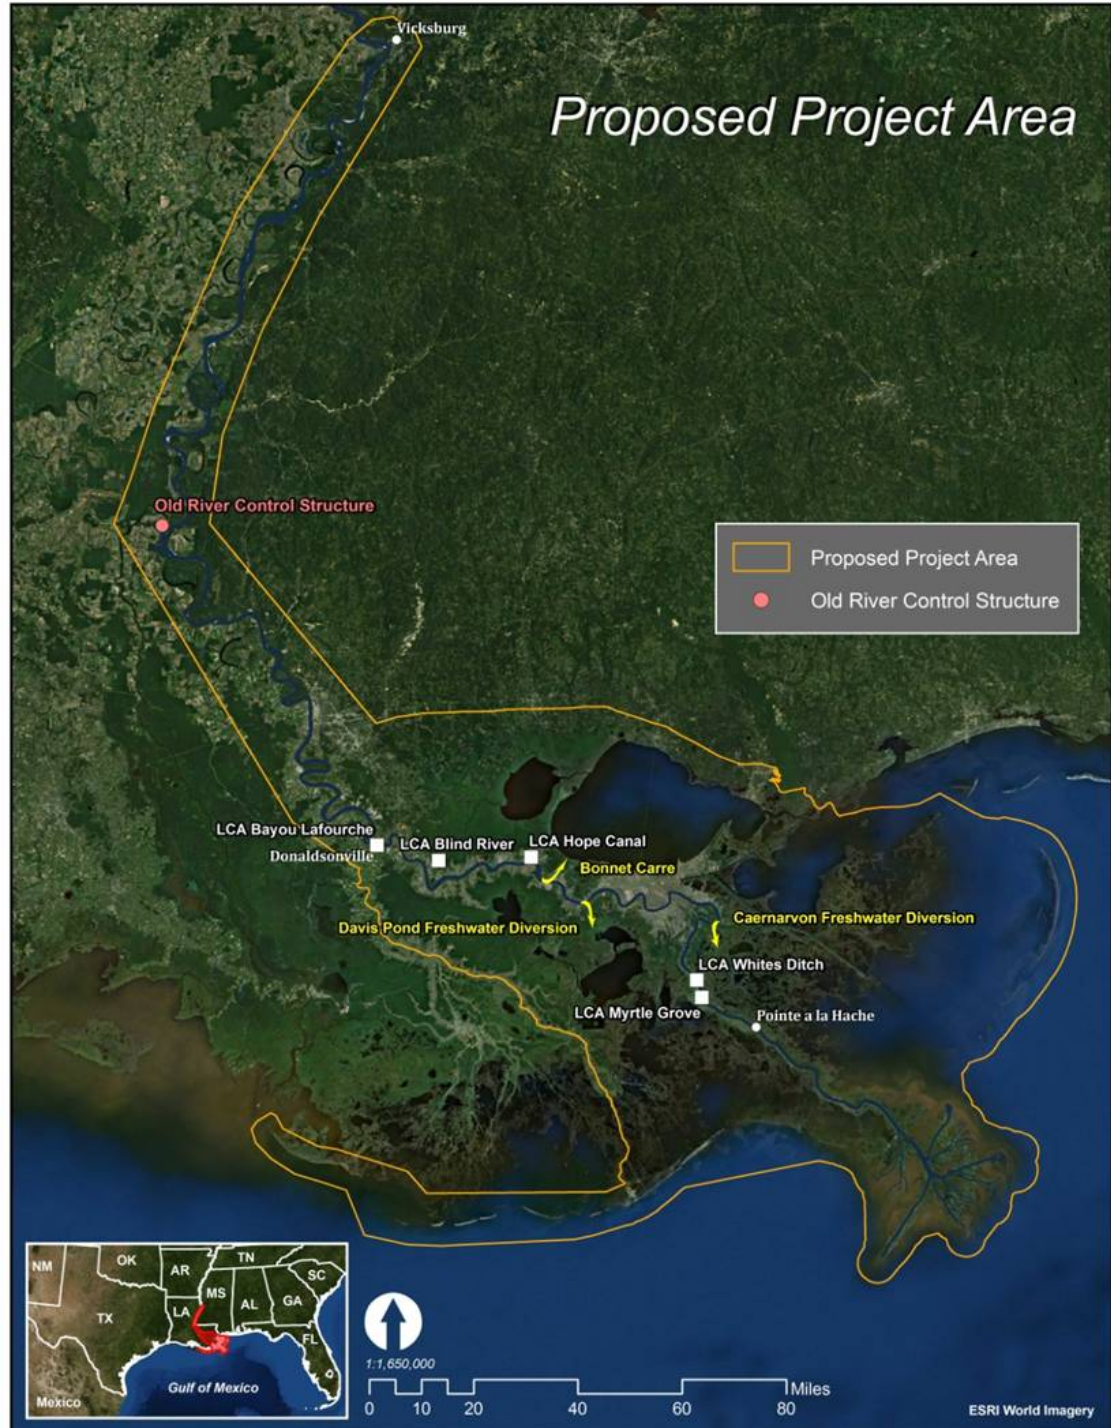 Vicksburg
Proposed Project Area
Old River Control Structure
Proposed Project Area
Old River Control Structure
LCA Bayou Lafourche
Donaldsonville
LCA Blind River
LCA Hope Canal
Bonnet Carre
Davis Pond Freshwater Diversion
Caernarvon Freshwater Diversion
LCA Whites Ditch
LCA Myrtle Grove
Pointe a la Hache
NM
OK
AR
TN
SC
MS
AL
GA
TX
LA
FL
Gulf of Mexico
Mexico
1:1,650,000
Miles
0 10 20 40 60 80
ESRI World Imagery